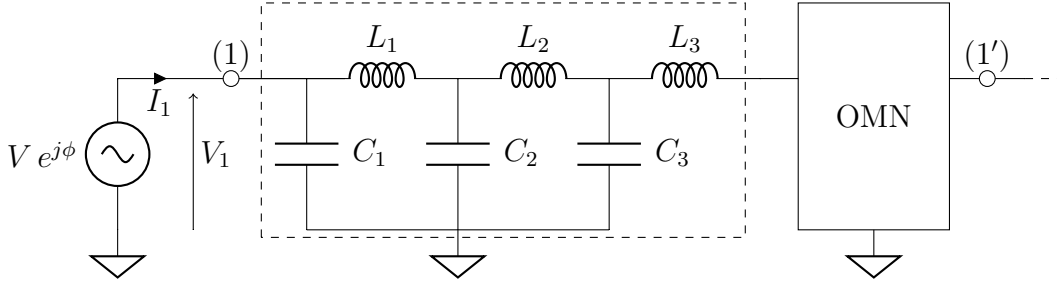 (1)
L₁
L₂
L₃
(1′)
I₁
V e^{jϕ}
V₁
C₁
C₂
C₃
OMN